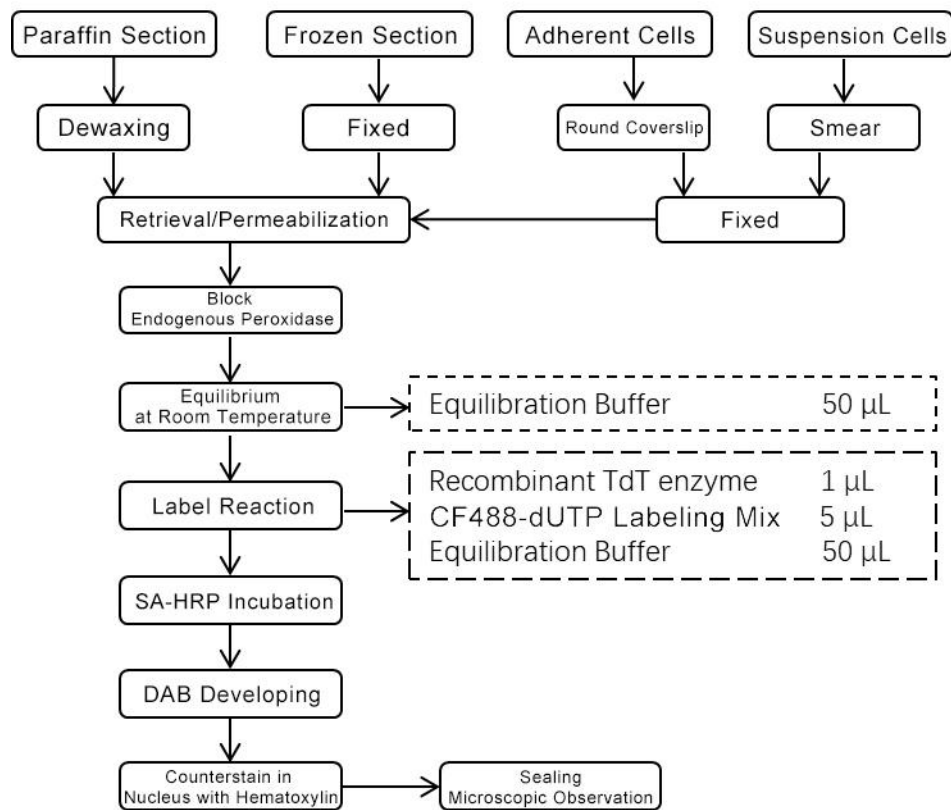 Paraffin Section
Frozen Section
Adherent Cells
Suspension Cells
Dewaxing
Fixed
Round Coverslip
Smear
Retrieval/Permeabilization
Fixed
Block
Endogenous Peroxidase
Equilibrium
at Room Temperature
Equilibration Buffer 50 μL
Label Reaction
Recombinant TdT enzyme 1 μL
CF488-dUTP Labeling Mix 5 μL
Equilibration Buffer 50 μL
SA-HRP Incubation
DAB Developing
Counterstain in
Nucleus with Hematoxylin
Sealing
Microscopic Observation